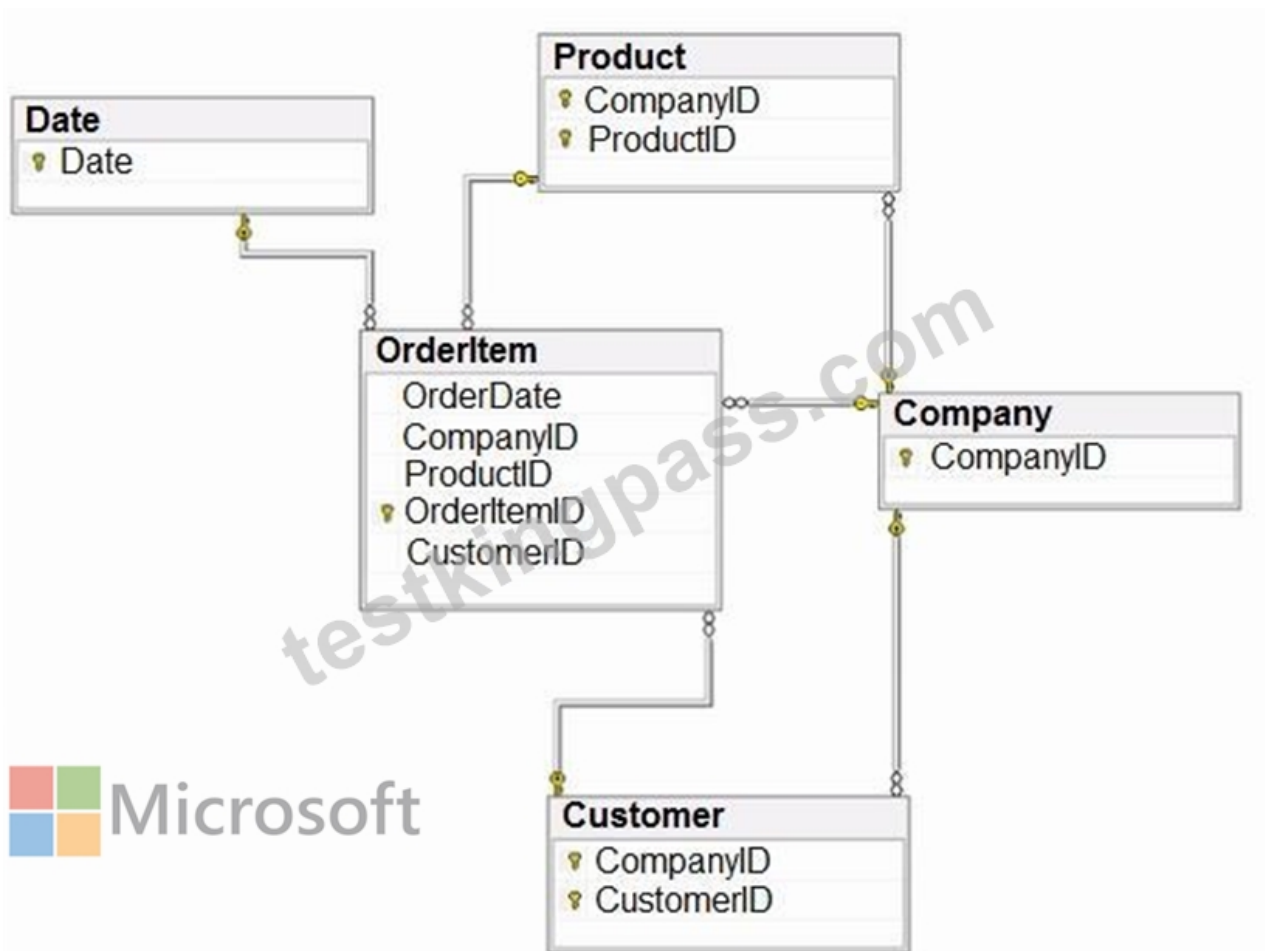 Product
CompanyID
ProductID
Date
Date
OrderItem
OrderDate
CompanyID
ProductID
OrderItemID
CustomerID
Company
CompanyID
testkingpass.com
Microsoft
Customer
CompanyID
CustomerID